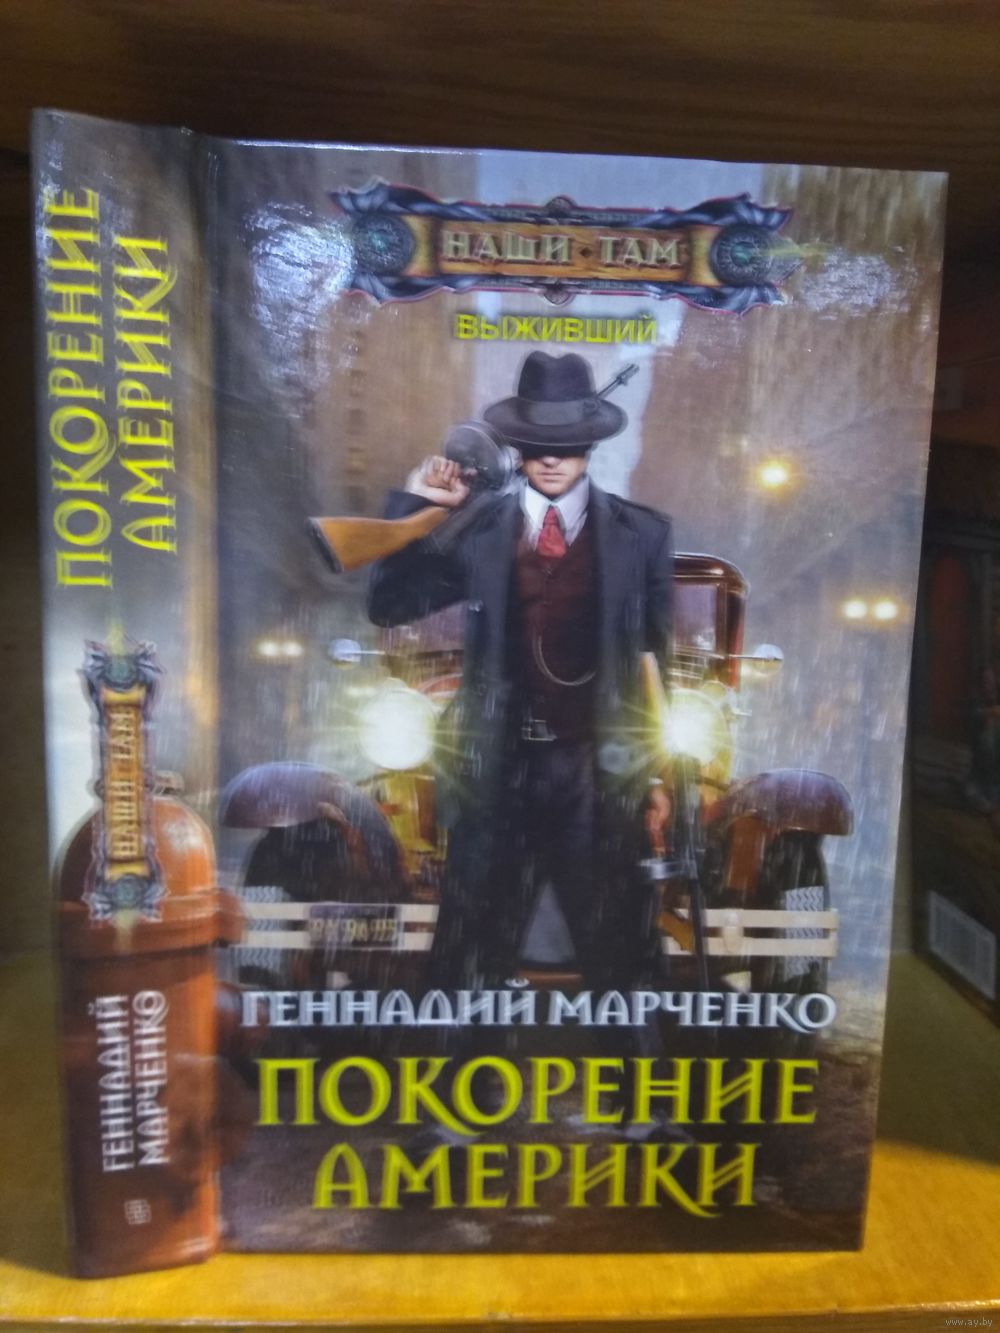 ПОКОРЕНИЕ
АМЕРИКИ
НАШИ ТАМ
ГЕННАДИЙ
МАРЧЕНКО
НАШИ • ТАМ
ВЫЖИВШИЙ
ГЕННАДИЙ МАРЧЕНКО
ПОКОРЕНИЕ
АМЕРИКИ
www.ay.by